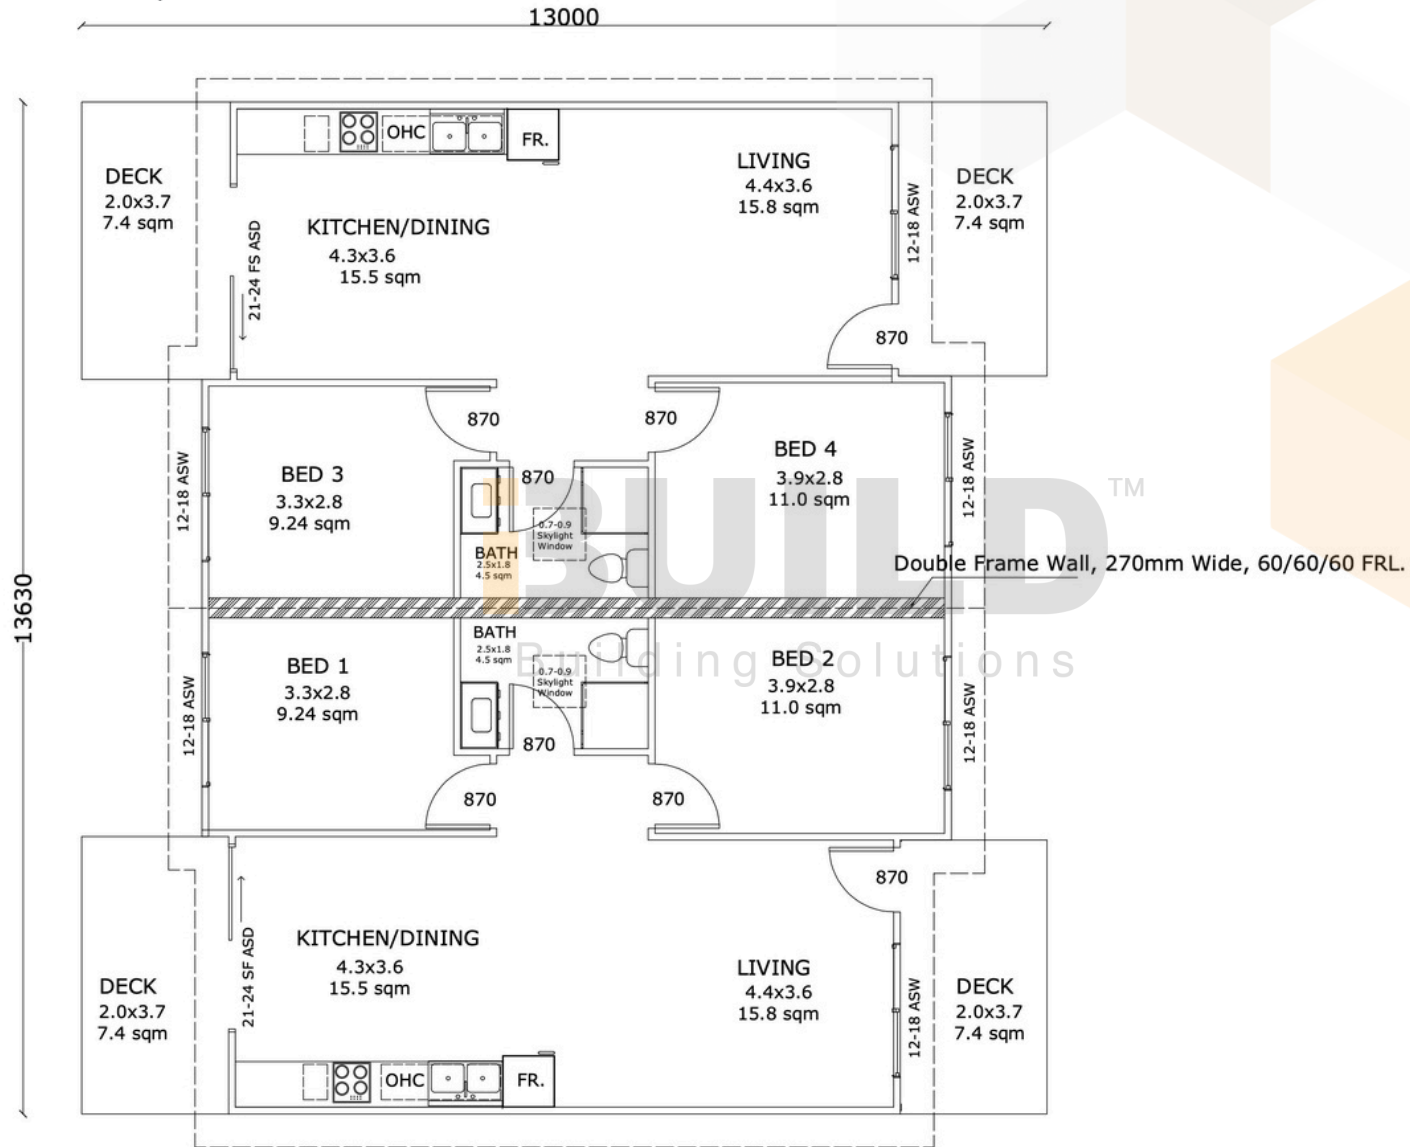 13000
13630
OHC
FR.
DECK
2.0x3.7
7.4 sqm
LIVING
4.4x3.6
15.8 sqm
DECK
2.0x3.7
7.4 sqm
12-18 ASW
KITCHEN/DINING
4.3x3.6
15.5 sqm
21-24 FS ASD
870
870
870
BED 3
3.3x2.8
9.24 sqm
12-18 ASW
870
BED 4
3.9x2.8
11.0 sqm
12-18 ASW
0.7-0.9
Skylight
Window
BATH
2.5x1.8
4.5 sqm
iBUILD™
Building Solutions
Double Frame Wall, 270mm Wide, 60/60/60 FRL.
BATH
2.5x1.8
4.5 sqm
0.7-0.9
Skylight
Window
BED 1
3.3x2.8
9.24 sqm
12-18 ASW
BED 2
3.9x2.8
11.0 sqm
12-18 ASW
870
870
870
870
KITCHEN/DINING
4.3x3.6
15.5 sqm
21-24 SF ASD
LIVING
4.4x3.6
15.8 sqm
12-18 ASW
DECK
2.0x3.7
7.4 sqm
DECK
2.0x3.7
7.4 sqm
OHC
FR.